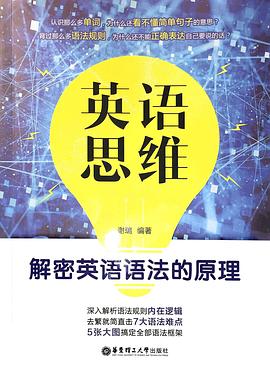 认识那么多单词，为什么还看不懂简单句子的意思？
背过那么多语法规则，为什么还不能正确表达自己要说的话？
英语
思维
谢瑞 编著
解密英语语法的原理
深入解析语法规则内在逻辑
去繁就简直击7大语法难点
5张大图搞定全部语法框架
华东理工大学出版社